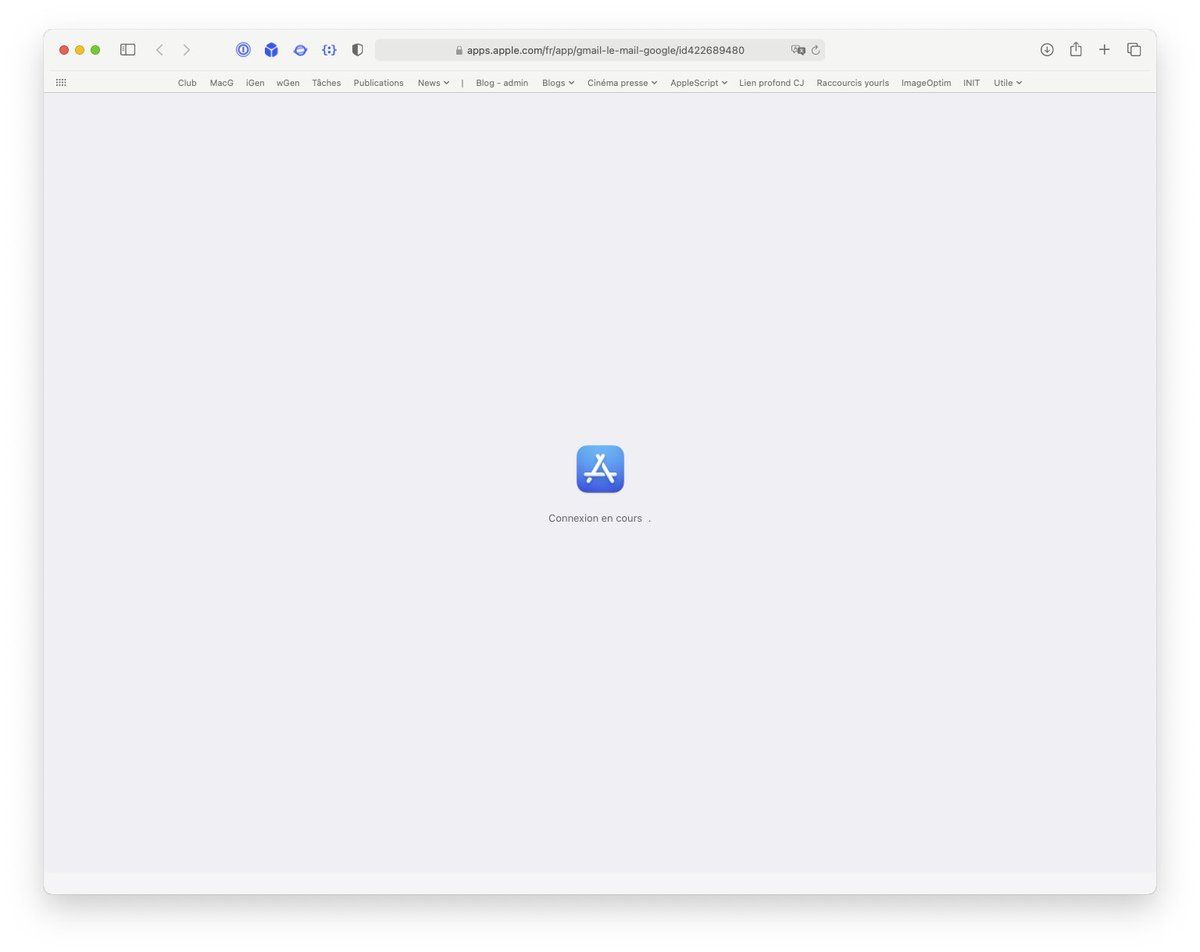 apps.apple.com/fr/app/gmail-le-mail-google/id422689480
Club MacG iGen wGen Tâches Publications News | Blog - admin Blogs Cinéma presse AppleScript Lien profond CJ Raccourcis yourls ImageOptim INIT Utile
Connexion en cours .